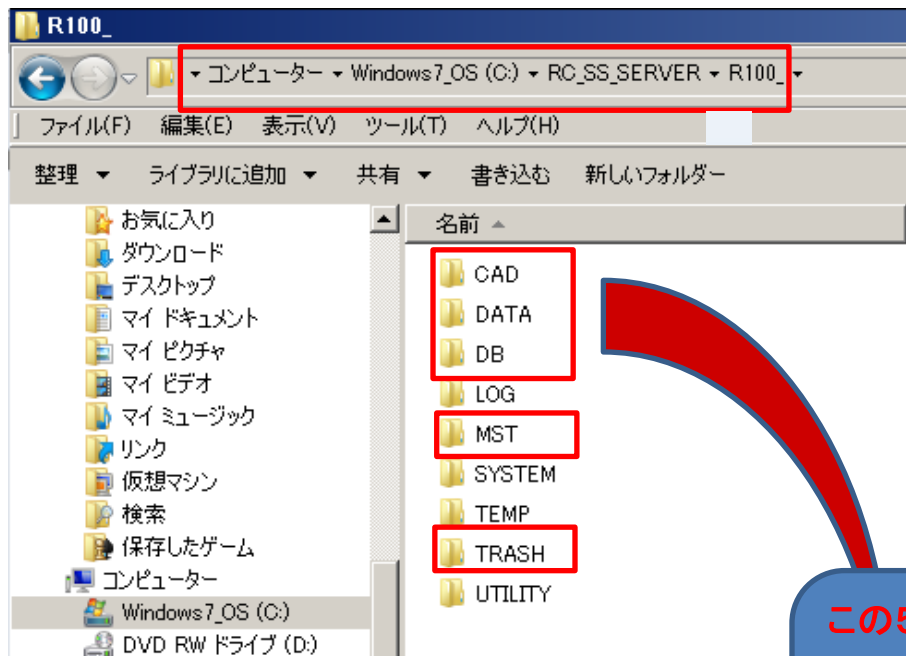 R100_
コンピューター Windows7_OS (C:) RC_SS_SERVER R100_
ファイル(F) 編集(E) 表示(V) ツール(T) ヘルプ(H)
整理 ライブラリに追加 共有 書き込む 新しいフォルダー
お気に入り
ダウンロード
デスクトップ
マイ ドキュメント
マイ ピクチャ
マイ ビデオ
マイ ミュージック
リンク
仮想マシン
検索
保存したゲーム
コンピューター
Windows7_OS (C:)
DVD RW ドライブ (D:)
名前
CAD
DATA
DB
LOG
MST
SYSTEM
TEMP
TRASH
UTILITY
この5